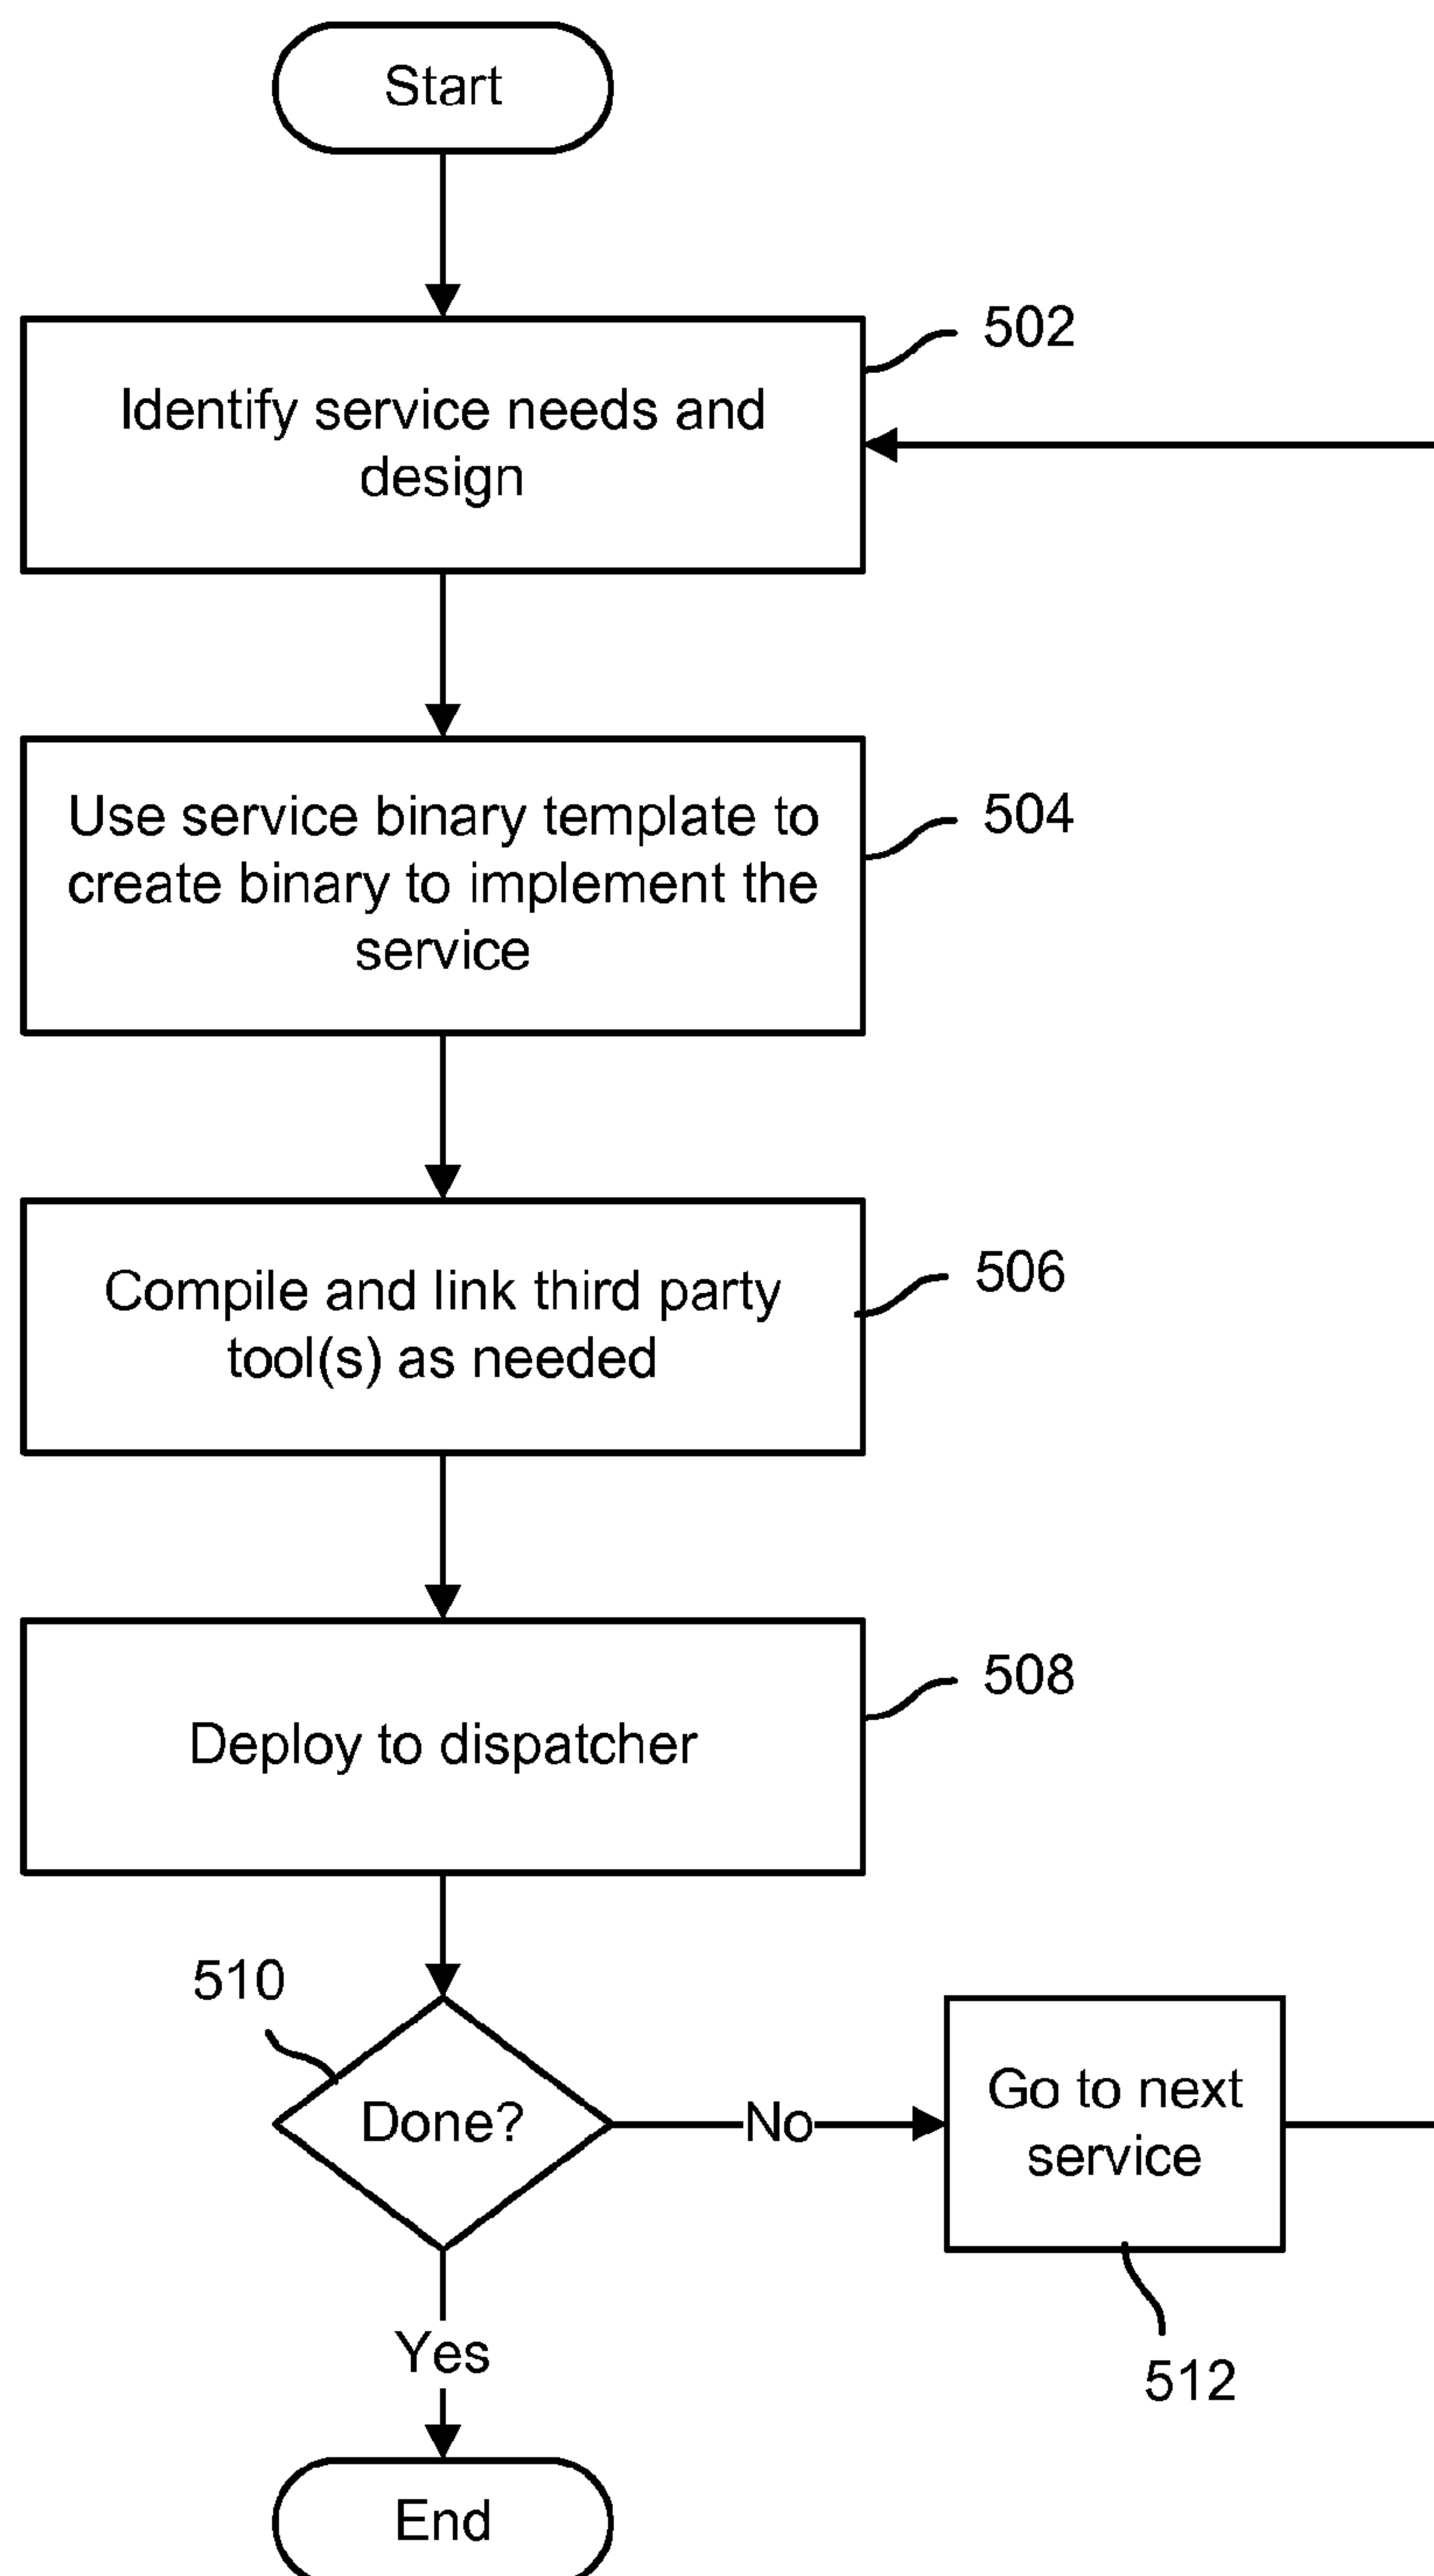 Start
502
Identify service needs and
design
504
Use service binary template to
create binary to implement the
service
506
Compile and link third party
tool(s) as needed
508
Deploy to dispatcher
510
Done?
No
Go to next
service
Yes
512
End